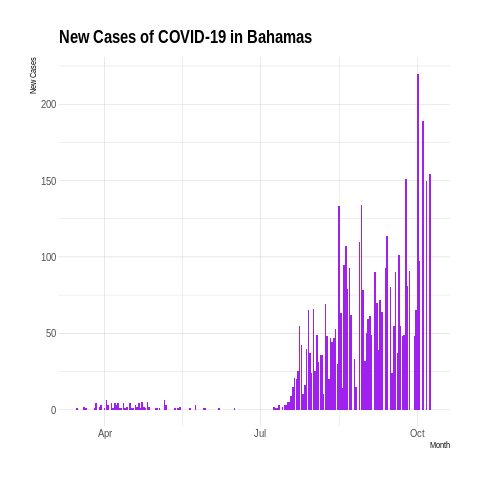 New Cases of COVID-19 in Bahamas
New Cases
200
150
100
50
0
Apr
Jul
Oct
Month